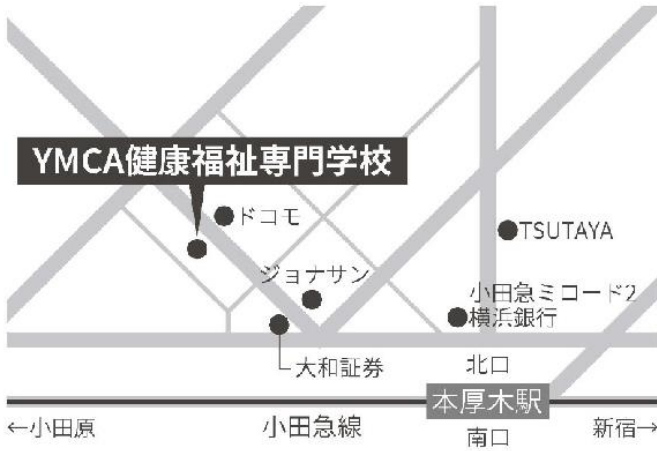 YMCA健康福祉専門学校
ドコモ
TSUTAYA
ジョナサン
小田急ミロード2
横浜銀行
大和証券
北口
本厚木駅
←小田原
小田急線
南口
新宿→